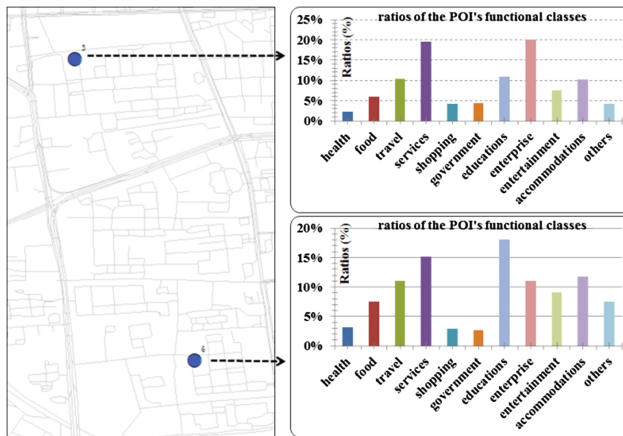 ratios of the POI's functional classes
Ratios (%)
25%
20%
15%
10%
5%
0%
health
food
travel
services
shopping
government
educations
enterprise
entertainment
accommodations
others
ratios of the POI's functional classes
Ratios (%)
20%
15%
10%
5%
0%
health
food
travel
services
shopping
government
educations
enterprise
entertainment
accommodations
others